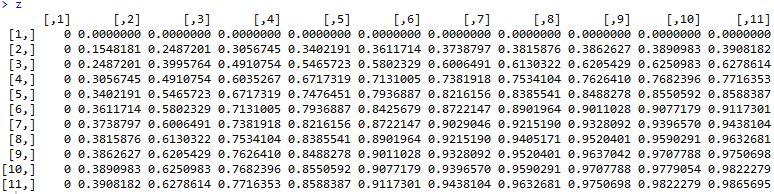 > z
[,1] [,2] [,3] [,4] [,5] [,6] [,7] [,8] [,9] [,10] [,11]
[1,] 0 0.0000000 0.0000000 0.0000000 0.0000000 0.0000000 0.0000000 0.0000000 0.0000000 0.0000000 0.0000000
[2,] 0 0.1548181 0.2487201 0.3056745 0.3402191 0.3611714 0.3738797 0.3815876 0.3862627 0.3890983 0.3908182
[3,] 0 0.2487201 0.3995764 0.4910754 0.5465723 0.5802329 0.6006491 0.6130322 0.6205429 0.6250983 0.6278614
[4,] 0 0.3056745 0.4910754 0.6035267 0.6717319 0.7131005 0.7381918 0.7534104 0.7626410 0.7682396 0.7716353
[5,] 0 0.3402191 0.5465723 0.6717319 0.7476451 0.7936887 0.8216156 0.8385541 0.8488278 0.8550592 0.8588387
[6,] 0 0.3611714 0.5802329 0.7131005 0.7936887 0.8425679 0.8722147 0.8901964 0.9011028 0.9077179 0.9117301
[7,] 0 0.3738797 0.6006491 0.7381918 0.8216156 0.8722147 0.9029046 0.9215190 0.9328092 0.9396570 0.9438104
[8,] 0 0.3815876 0.6130322 0.7534104 0.8385541 0.8901964 0.9215190 0.9405171 0.9520401 0.9590291 0.9632681
[9,] 0 0.3862627 0.6205429 0.7626410 0.8488278 0.9011028 0.9328092 0.9520401 0.9637042 0.9707788 0.9750698
[10,] 0 0.3890983 0.6250983 0.7682396 0.8550592 0.9077179 0.9396570 0.9590291 0.9707788 0.9779054 0.9822279
[11,] 0 0.3908182 0.6278614 0.7716353 0.8588387 0.9117301 0.9438104 0.9632681 0.9750698 0.9822279 0.9865695